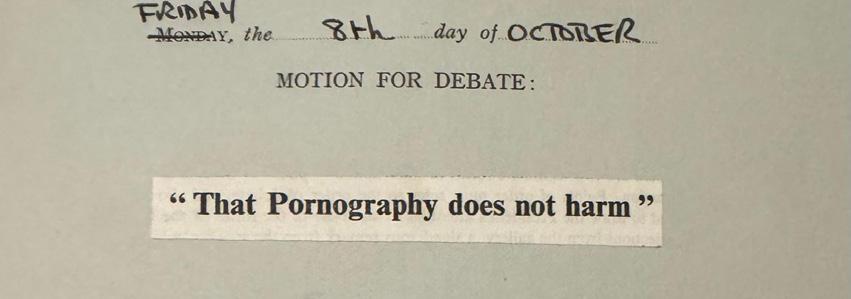 FRIDAY
MONDAY, the 8th day of OCTOBER
MOTION FOR DEBATE:
“ That Pornography does not harm ”